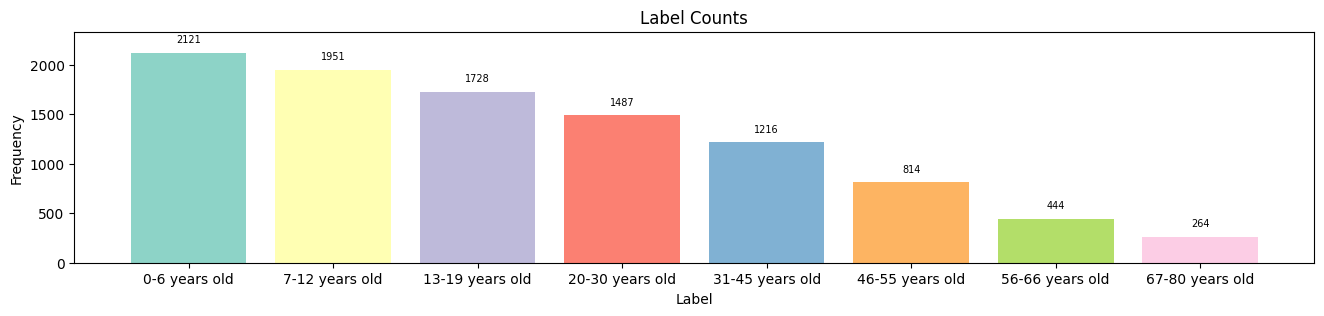 Label Counts
2121
1951
1728
1487
1216
814
444
264
Frequency
2000
1500
1000
500
0
0-6 years old
7-12 years old
13-19 years old
20-30 years old
31-45 years old
46-55 years old
56-66 years old
67-80 years old
Label